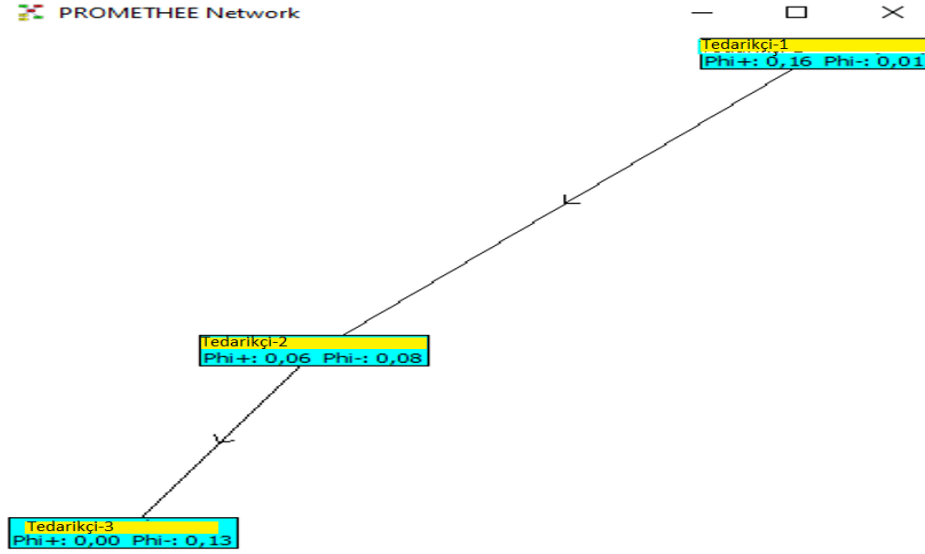 PROMETHEE Network
Tedarikçi-1
Phi+: 0,16 Phi-: 0,01
Tedarikçi-2
Phi+: 0,06 Phi-: 0,08
Tedarikçi-3
Phi+: 0,00 Phi-: 0,13